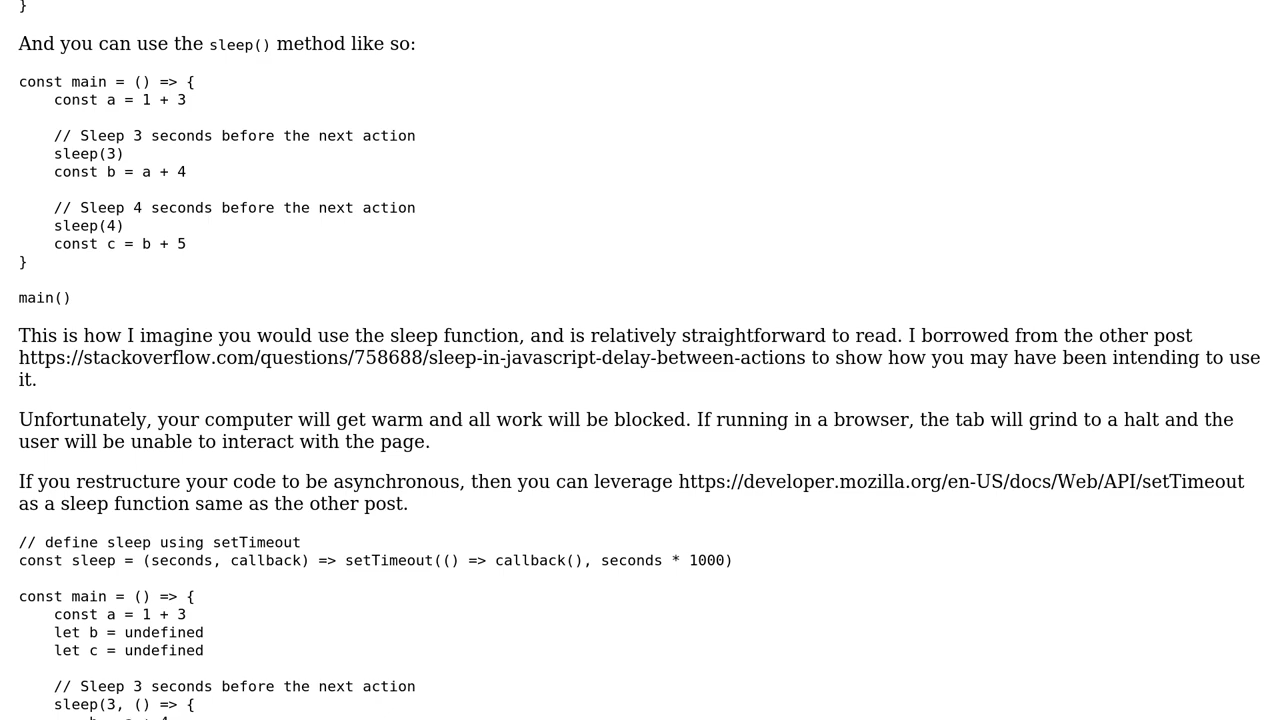 }
And you can use the sleep() method like so:
const main = () => {
    const a = 1 + 3
    // Sleep 3 seconds before the next action
    sleep(3)
    const b = a + 4
    // Sleep 4 seconds before the next action
    sleep(4)
    const c = b + 5
}
main()
This is how I imagine you would use the sleep function, and is relatively straightforward to read. I borrowed from the other post
https://stackoverflow.com/questions/758688/sleep-in-javascript-delay-between-actions to show how you may have been intending to use
it.
Unfortunately, your computer will get warm and all work will be blocked. If running in a browser, the tab will grind to a halt and the
user will be unable to interact with the page.
If you restructure your code to be asynchronous, then you can leverage https://developer.mozilla.org/en-US/docs/Web/API/setTimeout
as a sleep function same as the other post.
// define sleep using setTimeout
const sleep = (seconds, callback) => setTimeout(() => callback(), seconds * 1000)
const main = () => {
    const a = 1 + 3
    let b = undefined
    let c = undefined
    // Sleep 3 seconds before the next action
    sleep(3, () => {